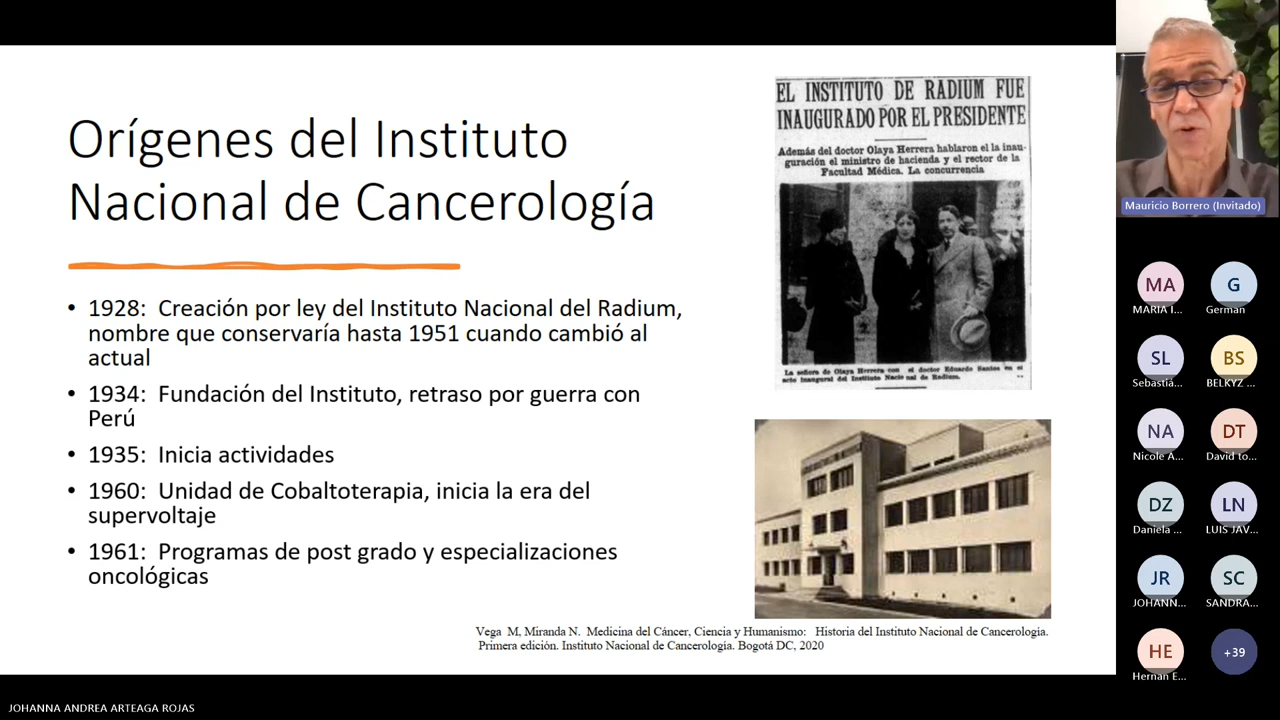 Orígenes del Instituto
Nacional de Cancerología
• 1928: Creación por ley del Instituto Nacional del Radium,
nombre que conservaría hasta 1951 cuando cambió al
actual
• 1934: Fundación del Instituto, retraso por guerra con
Perú
• 1935: Inicia actividades
• 1960: Unidad de Cobaltoterapia, inicia la era del
supervoltaje
• 1961: Programas de post grado y especializaciones
oncológicas
EL INSTITUTO DE RADIUM FUE
INAUGURADO POR EL PRESIDENTE
Además del doctor Olaya Herrera hablaron el la inau-
guración el ministro de hacienda y el rector de la
Facultad Médica. La concurrencia
La señora de Olaya Herrera con el doctor Eduardo Santos en el
acto inaugural del Instituto Nacional de Radium.
Vega M, Miranda N. Medicina del Cáncer, Ciencia y Humanismo: Historia del Instituto Nacional de Cancerologia.
Primera edición. Instituto Nacional de Cancerologia. Bogotá DC, 2020
Mauricio Borrero (Invitado)
MA
G
MARIA I...
German
SL
BS
Sebastiá...
BELKYZ ...
NA
DT
Nicole A...
David to...
DZ
LN
Daniela ...
LUIS JAV...
JR
SC
JOHANN...
SANDRA...
HE
+39
Hernan E...
JOHANNA ANDREA ARTEAGA ROJAS